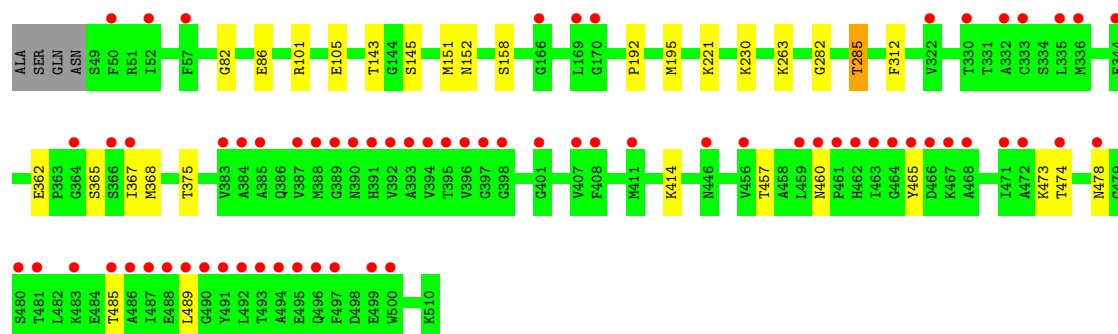 ALA SER GLN ASN S49 F50 R51 I52 F57 G82 E86 R101 E105 T143 G144 S145 M151 N152 S158 G166 L169 G170 P192 M195 K221 K230 K263 G282 T285 F312 V322 T330 T331 A332 C333 S334 L335 M336
E362 P363 G364 S365 S366 I367 M368 T375 V383 A384 A385 Q386 V387 M388 G389 N390 H391 V392 A393 V394 T395 V396 G397 G398 G401 V407 F408 M411 K414 N446 V456 T457 A458 L459 N460 P461 H462 I463 G464 Y465 D466 K467 A468 I471 A472 K473 T474 N478
S480 T481 L482 K483 E484 T485 A486 I487 E488 L489 G490 Y491 L492 T493 A494 E495 Q496 F497 D498 E499 W500 K510